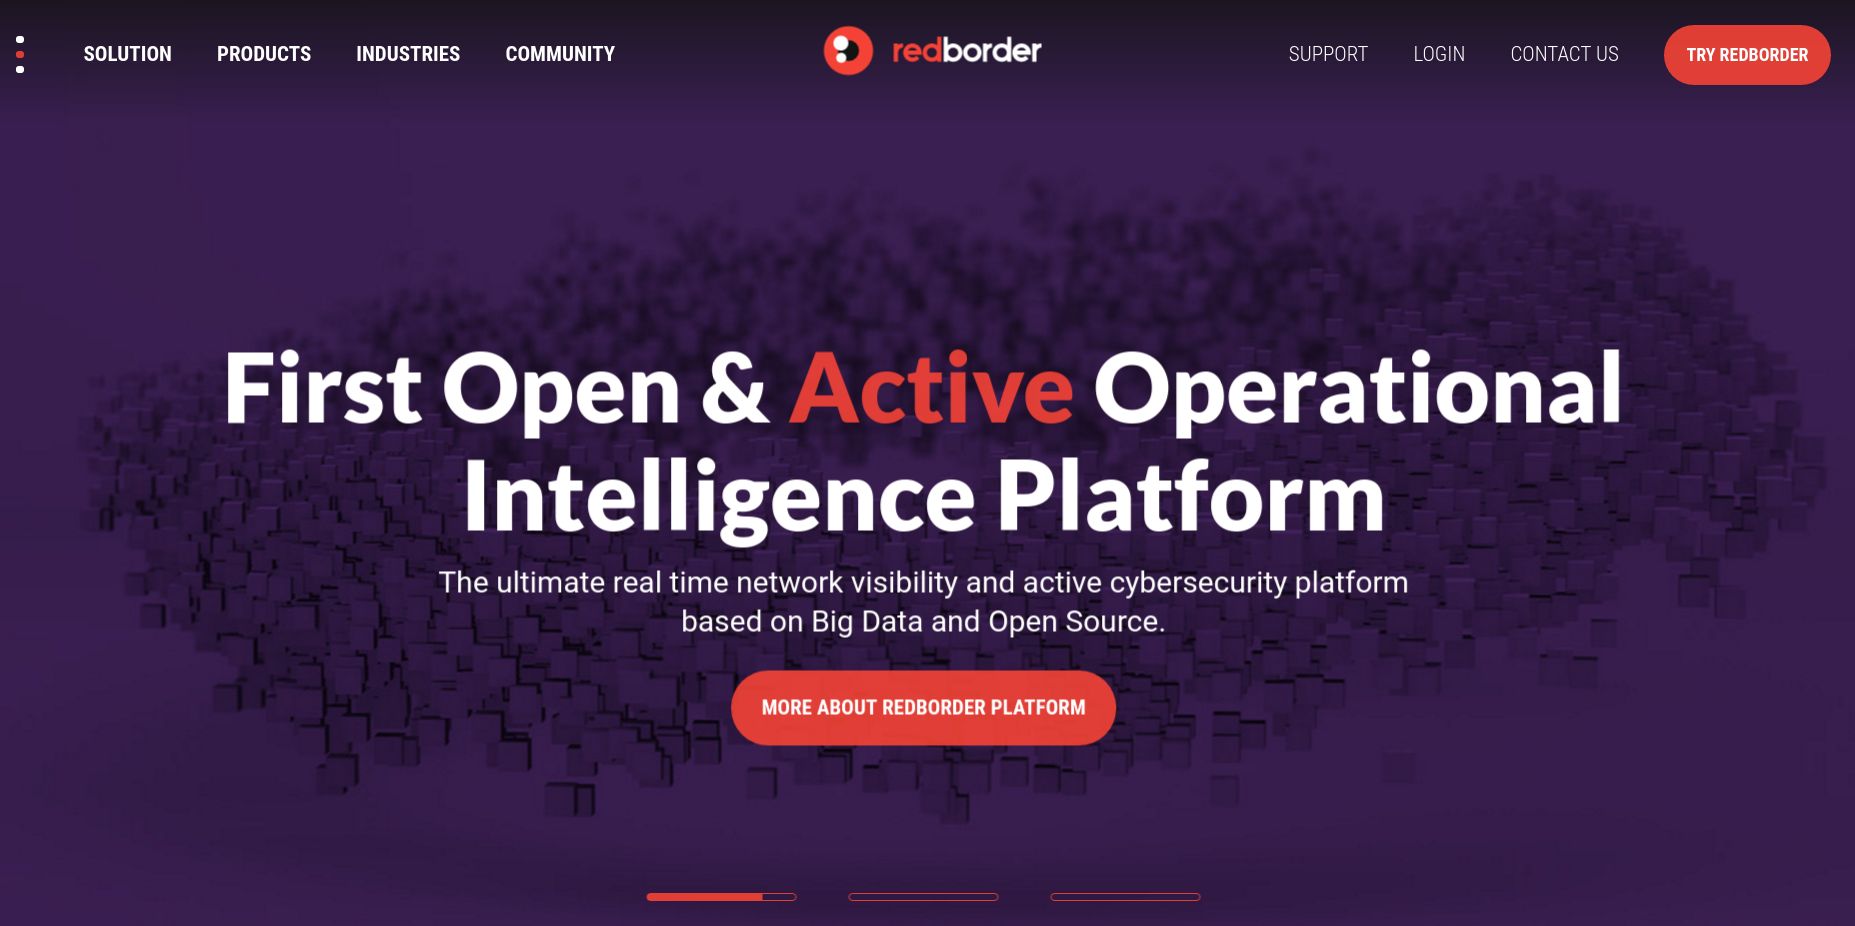 SOLUTION PRODUCTS INDUSTRIES COMMUNITY redborder SUPPORT LOGIN CONTACT US TRY REDBORDER
First Open & Active Operational
Intelligence Platform
The ultimate real time network visibility and active cybersecurity platform
based on Big Data and Open Source.
MORE ABOUT REDBORDER PLATFORM